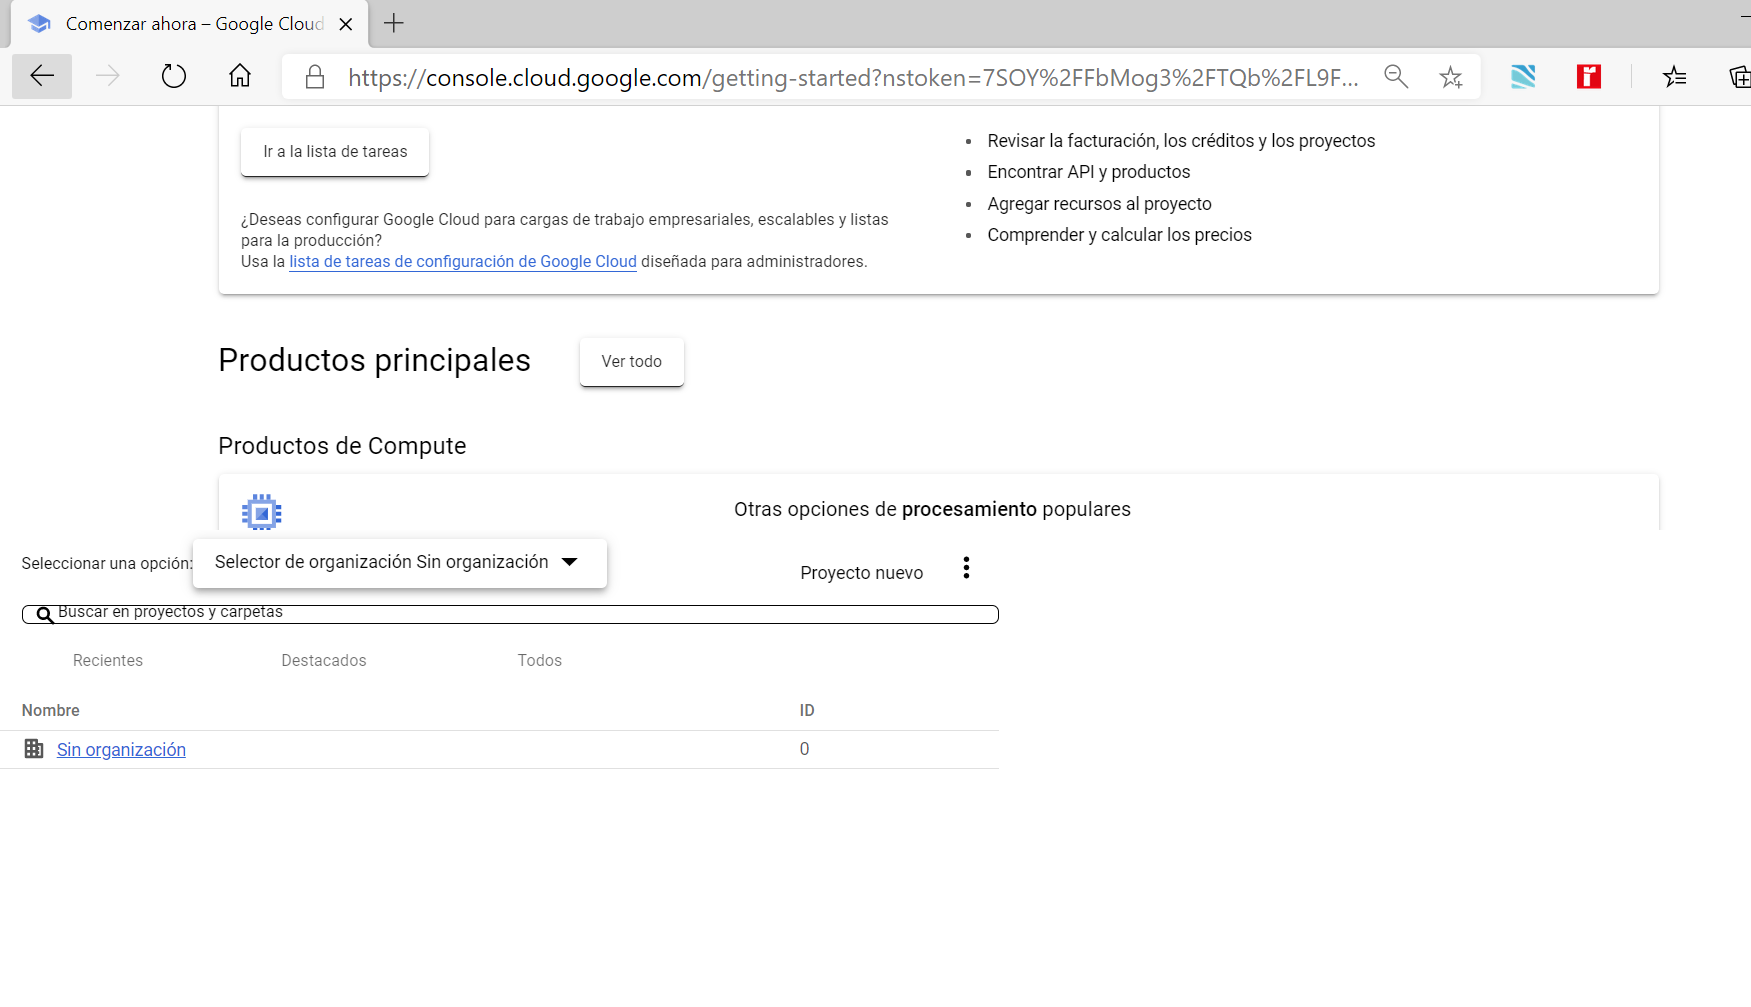 Comenzar ahora – Google Cloud
https://console.cloud.google.com/getting-started?nstoken=7SOY%2FFbMog3%2FTQb%2FL9F...
Ir a la lista de tareas
¿Deseas configurar Google Cloud para cargas de trabajo empresariales, escalables y listas
para la producción?
Usa la lista de tareas de configuración de Google Cloud diseñada para administradores.
Revisar la facturación, los créditos y los proyectos
Encontrar API y productos
Agregar recursos al proyecto
Comprender y calcular los precios
Productos principales
Ver todo
Productos de Compute
Otras opciones de procesamiento populares
Seleccionar una opción:
Selector de organización Sin organización
Proyecto nuevo
Buscar en proyectos y carpetas
Recientes
Destacados
Todos
Nombre
ID
Sin organización
0